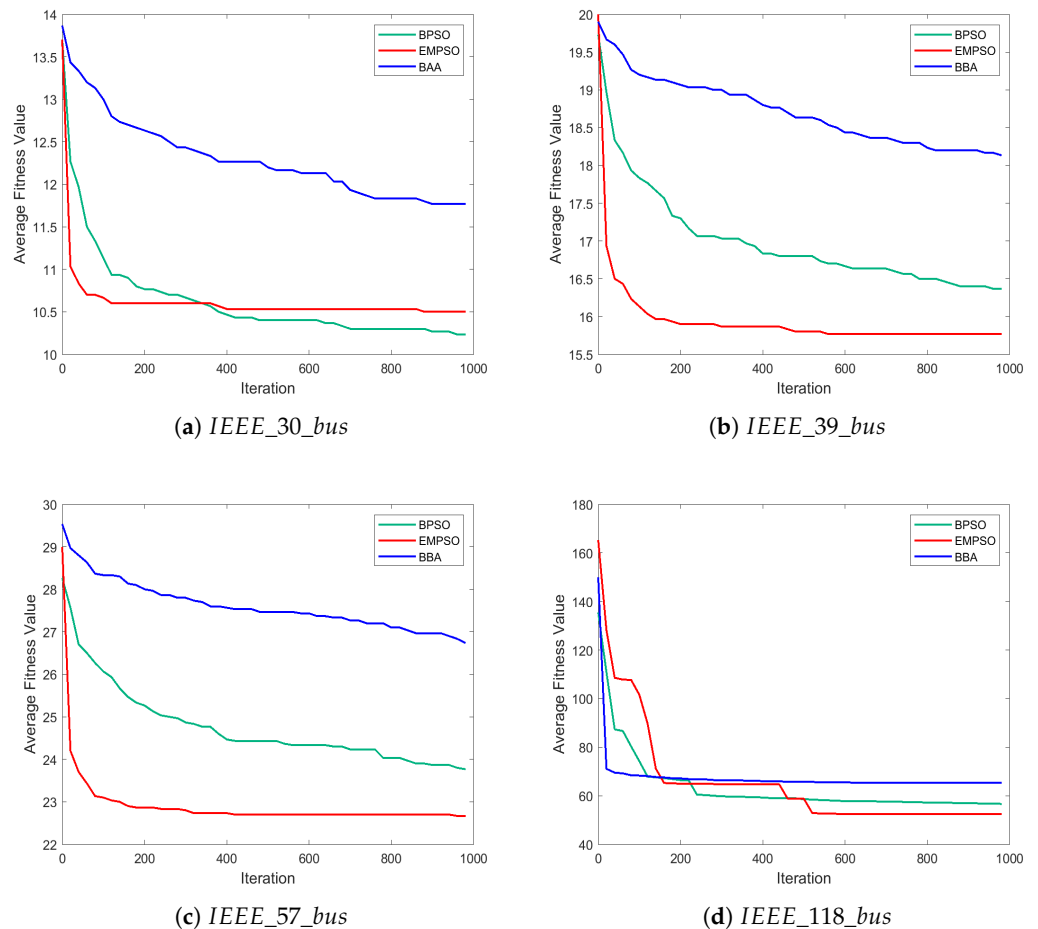 14
13.5
13
12.5
12
11.5
11
10.5
10
Average Fitness Value
0
200
400
600
800
1000
Iteration
BPSO
EMPSO
BAA
(a) IEEE_30_bus
20
19.5
19
18.5
18
17.5
17
16.5
16
15.5
Average Fitness Value
0
200
400
600
800
1000
Iteration
BPSO
EMPSO
BBA
(b) IEEE_39_bus
30
29
28
27
26
25
24
23
22
Average Fitness Value
0
200
400
600
800
1000
Iteration
BPSO
EMPSO
BBA
(c) IEEE_57_bus
180
160
140
120
100
80
60
40
Average Fitness Value
0
200
400
600
800
1000
Iteration
BPSO
EMPSO
BBA
(d) IEEE_118_bus